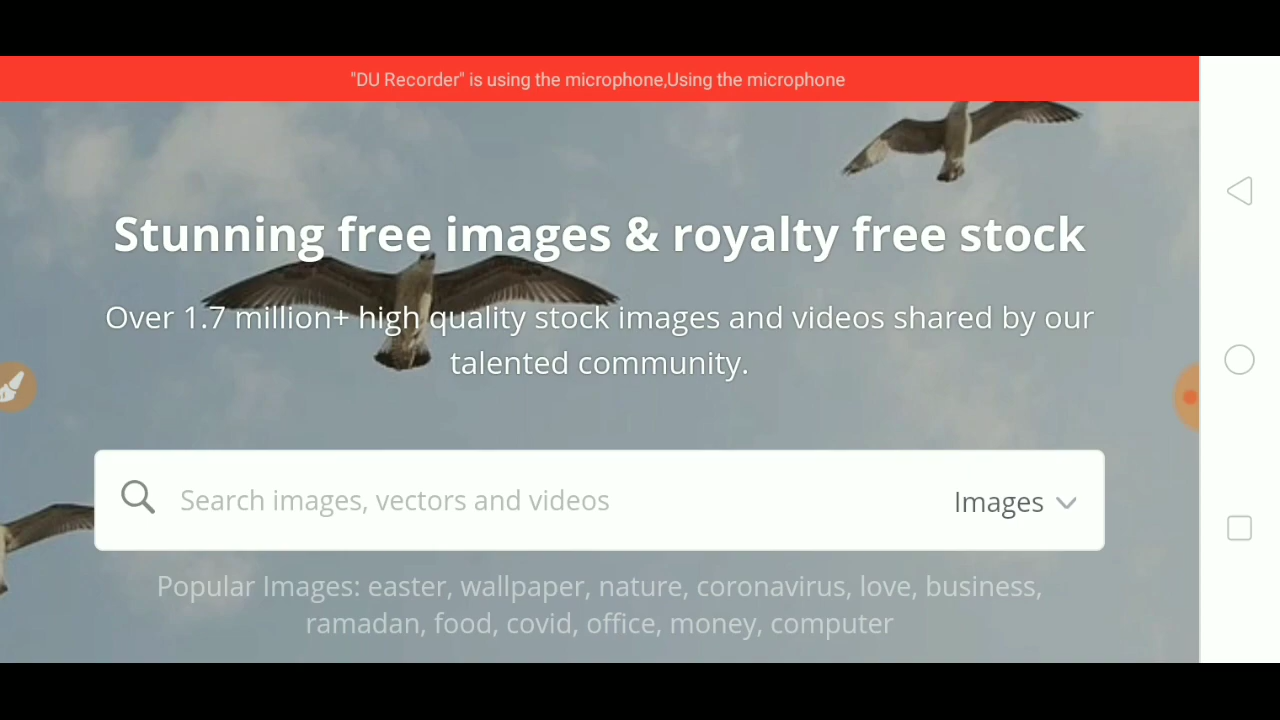 "DU Recorder" is using the microphone,Using the microphone
Stunning free images & royalty free stock
Over 1.7 million+ high quality stock images and videos shared by our
talented community.
Search images, vectors and videos
Images
Popular Images: easter, wallpaper, nature, coronavirus, love, business,
ramadan, food, covid, office, money, computer